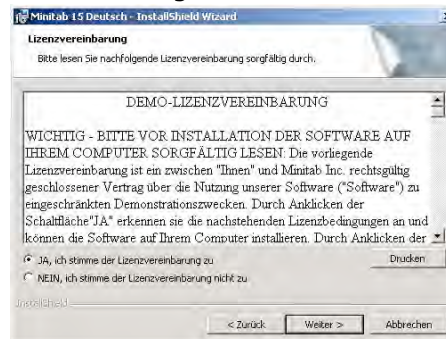 Minitab 15 Deutsch - InstallShield Wizard
Lizenzvereinbarung
Bitte lesen Sie nachfolgende Lizenzvereinbarung sorgfältig durch.
DEMO-LIZENZVEREINBARUNG
WICHTIG - BITTE VOR INSTALLATION DER SOFTWARE AUF
IHREM COMPUTER SORGFÄLTIG LESEN: Die vorliegende
Lizenzvereinbarung ist ein zwischen "Ihnen" und Minitab Inc. rechtsgültig
geschlossener Vertrag über die Nutzung unserer Software ("Software") zu
eingeschränkten Demonstrationszwecken. Durch Anklicken der
Schaltfläche"JA" erkennen sie die nachstehenden Lizenzbedingungen an und
können die Software auf Ihrem Computer installieren. Durch Anklicken der
JA, ich stimme der Lizenzvereinbarung zu
Drucken
NEIN, ich stimme der Lizenzvereinbarung nicht zu
InstallShield
< Zurück
Weiter >
Abbrechen